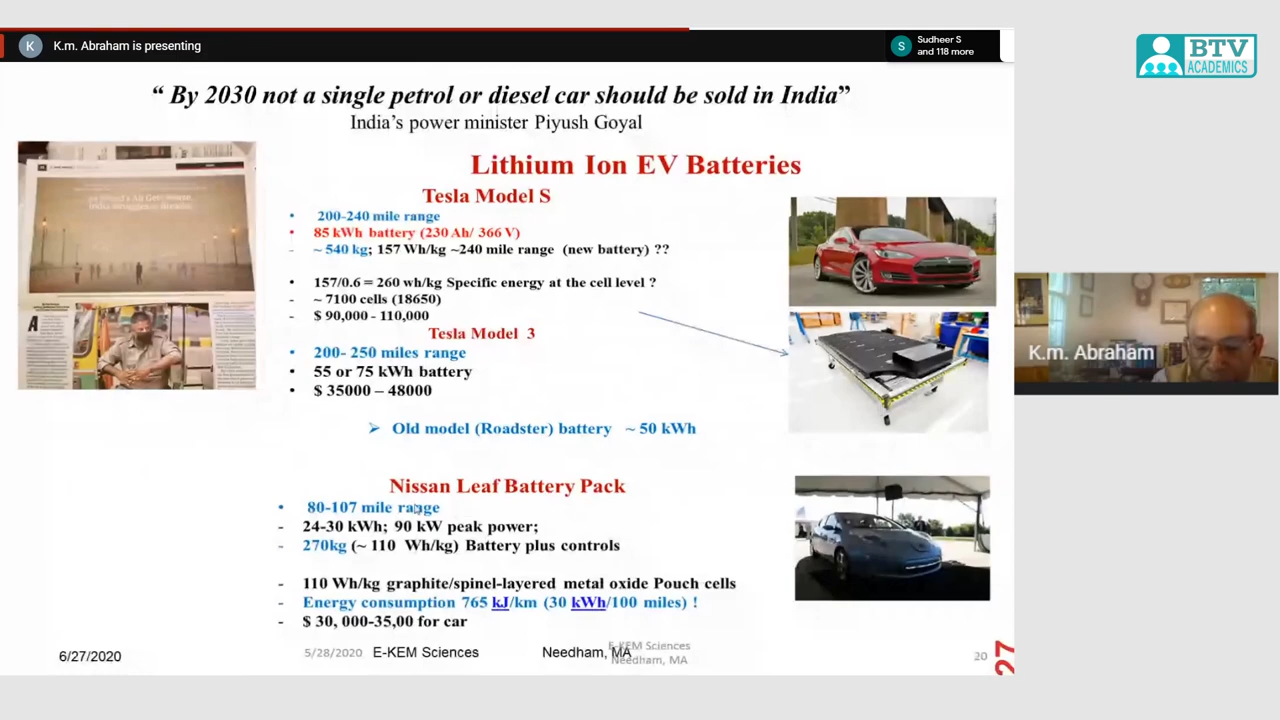 K K.m. Abraham is presenting
S Sudheer S
and 118 more
BTV
ACADEMICS
“ By 2030 not a single petrol or diesel car should be sold in India”
India’s power minister Piyush Goyal
Lithium Ion EV Batteries
Tesla Model S
• 200-240 mile range
• 85 kWh battery (230 Ah/ 366 V)
- ~ 540 kg; 157 Wh/kg ~240 mile range (new battery) ??
• 157/0.6 = 260 wh/kg Specific energy at the cell level ?
- ~ 7100 cells (18650)
- $ 90,000 - 110,000
Tesla Model 3
• 200- 250 miles range
• 55 or 75 kWh battery
• $ 35000 – 48000
➢ Old model (Roadster) battery ~ 50 kWh
Nissan Leaf Battery Pack
• 80-107 mile range
- 24-30 kWh; 90 kW peak power;
- 270kg (~ 110 Wh/kg) Battery plus controls
- 110 Wh/kg graphite/spinel-layered metal oxide Pouch cells
- Energy consumption 765 kJ/km (30 kWh/100 miles) !
- $ 30, 000-35,00 for car
6/27/2020
5/28/2020 E-KEM Sciences Needham, MA
E-KEM Sciences
Needham, MA
20
27
K.m. Abraham